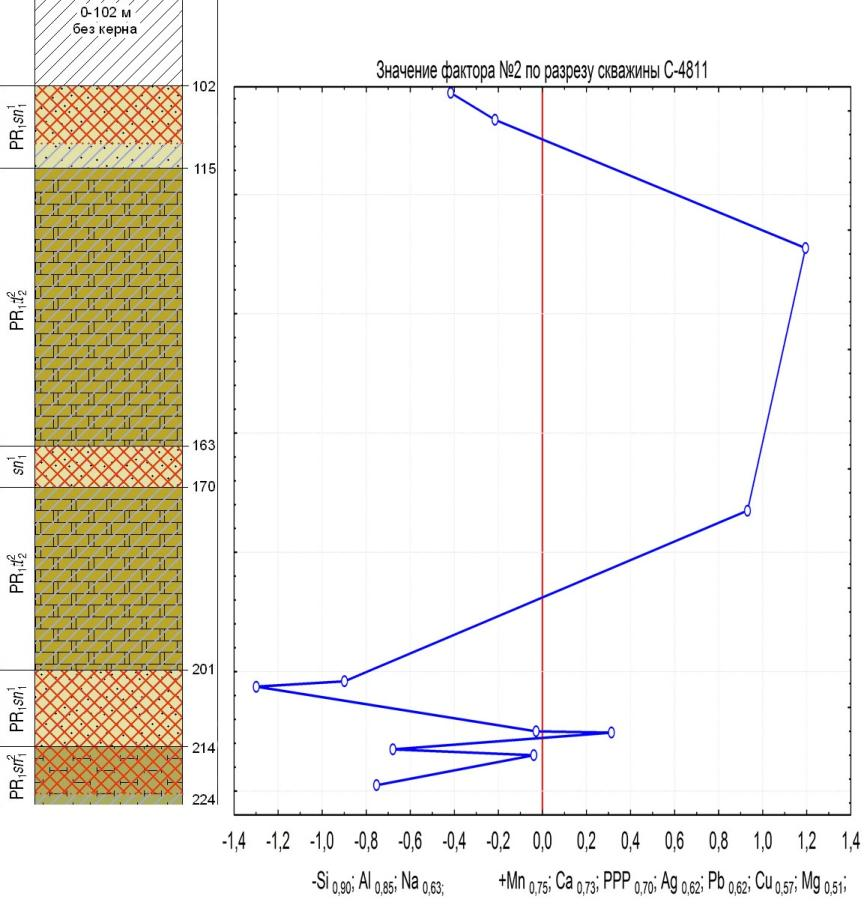 0-102 м
без керна
Значение фактора №2 по разрезу скважины С-4811
102
PR₁sn₁¹
115
PR₁t₂²
163
sn₁¹
170
PR₁t₂²
201
PR₁sn₁¹
214
PR₁sn₁²
224
-1,4 -1,2 -1,0 -0,8 -0,6 -0,4 -0,2 0,0 0,2 0,4 0,6 0,8 1,0 1,2 1,4
-Si 0,90; Al 0,85; Na 0,63; +Mn 0,75; Ca 0,73; PPP 0,70; Ag 0,62; Pb 0,62; Cu 0,57; Mg 0,51;